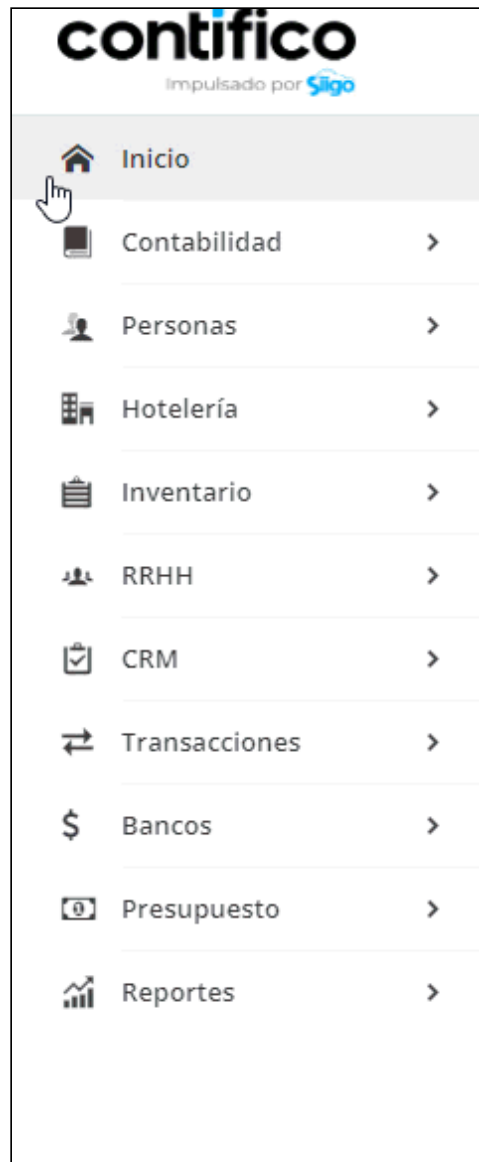 contifico
Impulsado por Siigo
Inicio
Contabilidad
Personas
Hotelería
Inventario
RRHH
CRM
Transacciones
$ Bancos
Presupuesto
Reportes